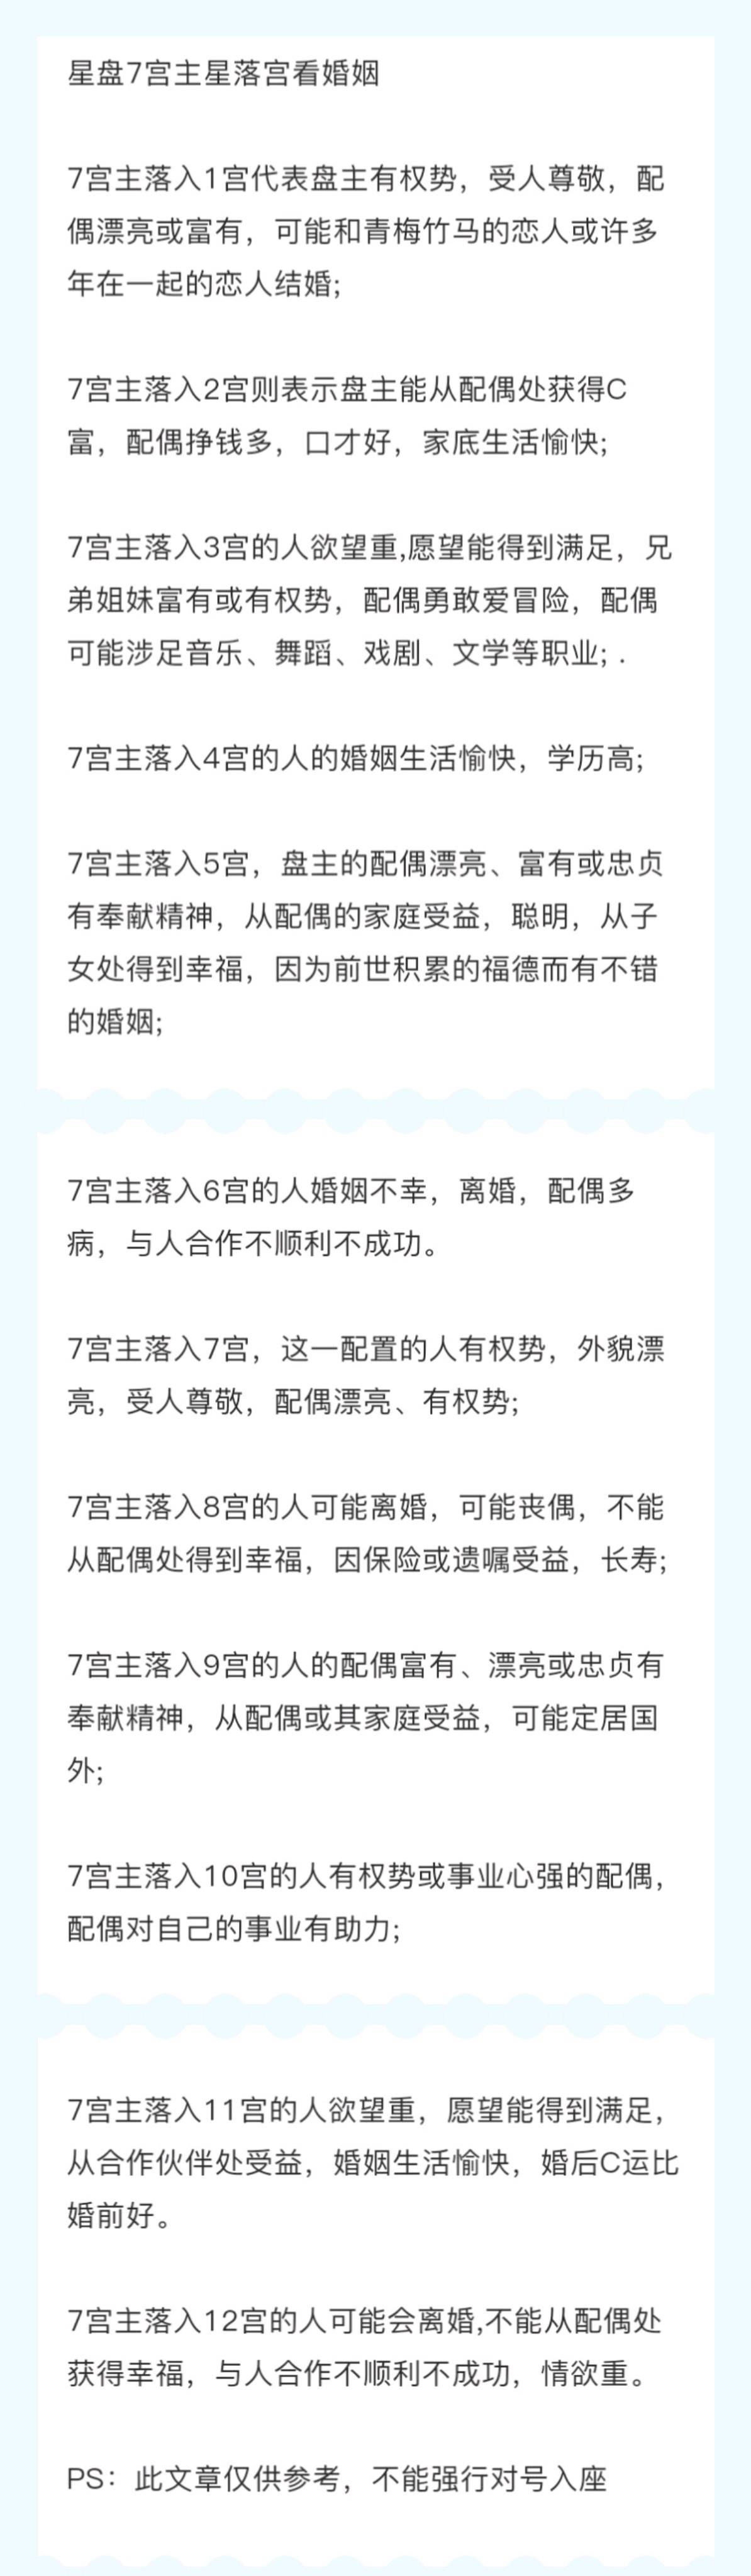 星盘7宫主星落宫看婚姻
7宫主落入1宫代表盘主有权势，受人尊敬，配
偶漂亮或富有，可能和青梅竹马的恋人或许多
年在一起的恋人结婚;
7宫主落入2宫则表示盘主能从配偶处获得C
富，配偶挣钱多，口才好，家底生活愉快;
7宫主落入3宫的人欲望重,愿望能得到满足，兄
弟姐妹富有或有权势，配偶勇敢爱冒险，配偶
可能涉足音乐、舞蹈、戏剧、文学等职业; .
7宫主落入4宫的人的婚姻生活愉快，学历高;
7宫主落入5宫，盘主的配偶漂亮、富有或忠贞
有奉献精神，从配偶的家庭受益，聪明，从子
女处得到幸福，因为前世积累的福德而有不错
的婚姻;
7宫主落入6宫的人婚姻不幸，离婚，配偶多
病，与人合作不顺利不成功。
7宫主落入7宫，这一配置的人有权势，外貌漂
亮，受人尊敬，配偶漂亮、有权势;
7宫主落入8宫的人可能离婚，可能丧偶，不能
从配偶处得到幸福，因保险或遗嘱受益，长寿;
7宫主落入9宫的人的配偶富有、漂亮或忠贞有
奉献精神，从配偶或其家庭受益，可能定居国
外;
7宫主落入10宫的人有权势或事业心强的配偶，
配偶对自己的事业有助力;
7宫主落入11宫的人欲望重，愿望能得到满足，
从合作伙伴处受益，婚姻生活愉快，婚后C运比
婚前好。
7宫主落入12宫的人可能会离婚,不能从配偶处
获得幸福，与人合作不顺利不成功，情欲重。
PS：此文章仅供参考，不能强行对号入座